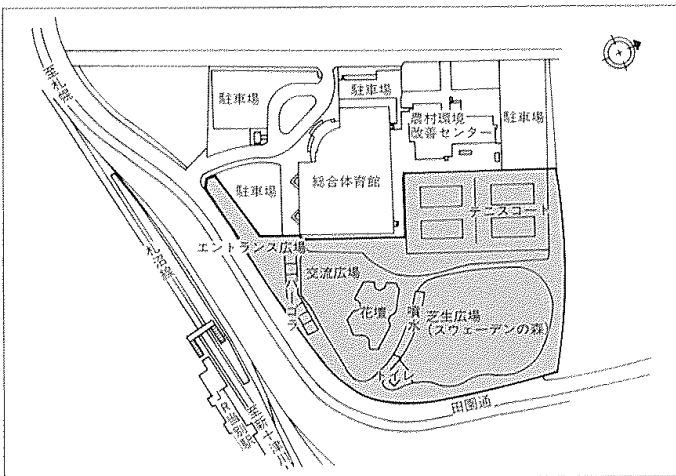 至札幌
駐車場
駐車場
農村環境
改善センター
駐車場
駐車場
総合体育館
テニスコート
エントランス広場
交流広場
パーゴラ
花壇
噴水
芝生広場
(スウェーデンの森)
トイレ
札沼線
田園通
至新十津川